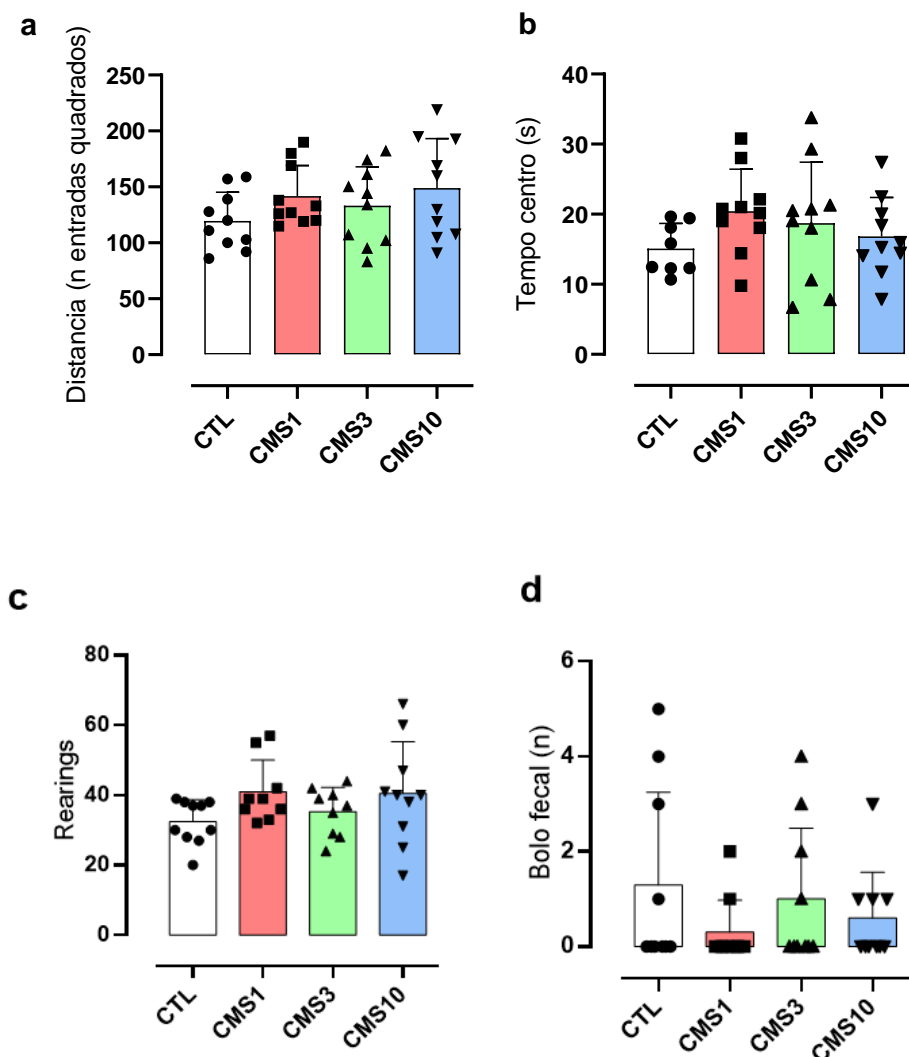 a
Distancia (n entradas quadrados)
250
200
150
100
50
0
CTL
CMS1
CMS3
CMS10
b
Tempo centro (s)
40
30
20
10
0
CTL
CMS1
CMS3
CMS10
c
Rearings
80
60
40
20
0
CTL
CMS1
CMS3
CMS10
d
Bolo fecal (n)
6
4
2
0
CTL
CMS1
CMS3
CMS10